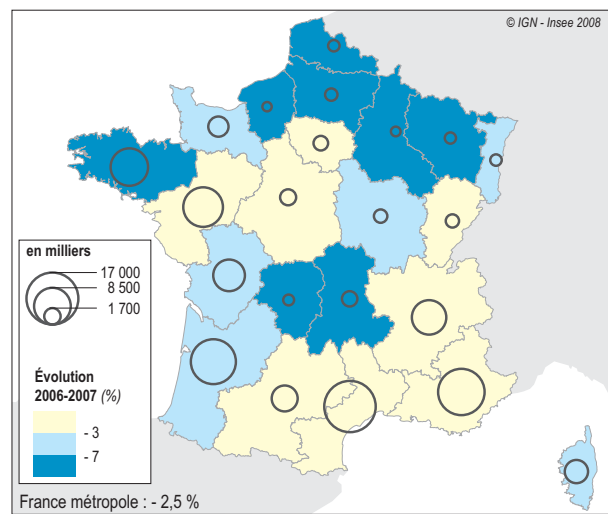 © IGN - Insee 2008
en milliers
17 000
8 500
1 700
Évolution
2006-2007 (%)
- 3
- 7
France métropole : - 2,5 %